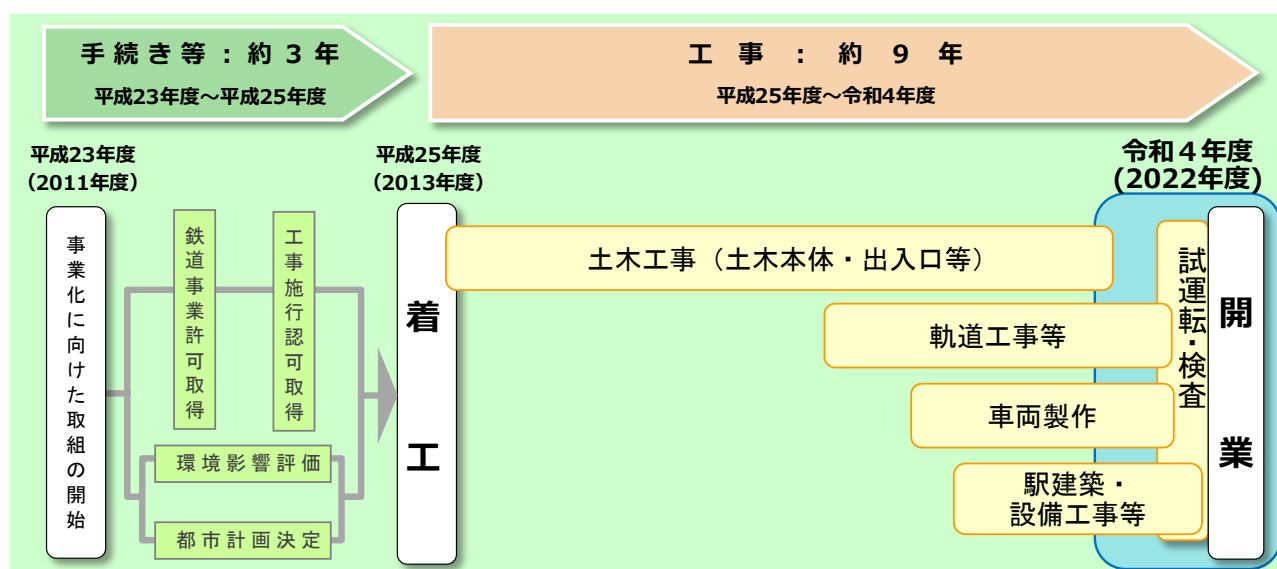 手続き等：約3年
平成23年度～平成25年度
工事：約9年
平成25年度～令和4年度
平成23年度
（2011年度）
平成25年度
（2013年度）
令和４年度
(2022年度)
事業化に向けた取組の開始
鉄道事業許可取得
工事施行認可取得
環境影響評価
都市計画決定
着工
土木工事（土木本体・出入口等）
軌道工事等
車両製作
駅建築・
設備工事等
試運転・検査
開業